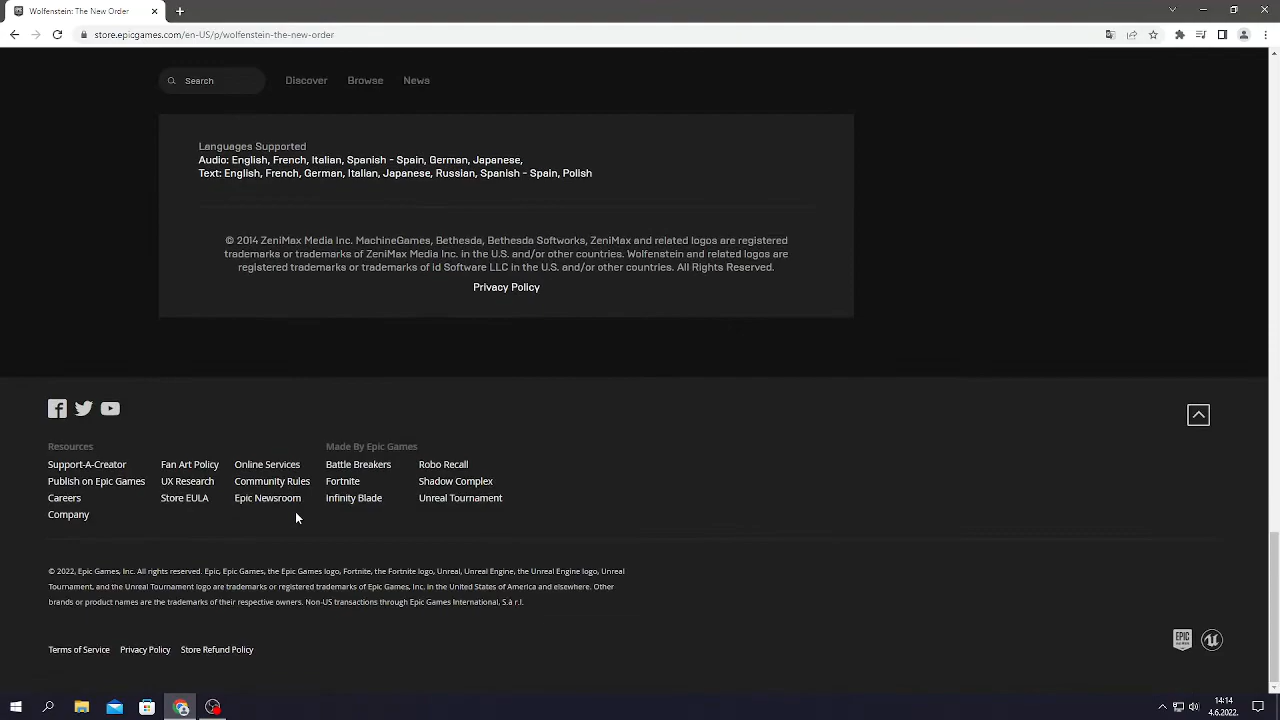 Wolfenstein: The New Order
store.epicgames.com/en-US/p/wolfenstein-the-new-order
Search
Discover
Browse
News
Languages Supported
Audio: English, French, Italian, Spanish - Spain, German, Japanese,
Text: English, French, German, Italian, Japanese, Russian, Spanish - Spain, Polish
© 2014 ZeniMax Media Inc. MachineGames, Bethesda, Bethesda Softworks, ZeniMax and related logos are registered
trademarks or trademarks of ZeniMax Media Inc. in the U.S. and/or other countries. Wolfenstein and related logos are
registered trademarks or trademarks of id Software LLC in the U.S. and/or other countries. All Rights Reserved.
Privacy Policy
Resources
Support-A-Creator
Publish on Epic Games
Careers
Company
Fan Art Policy
UX Research
Store EULA
Online Services
Community Rules
Epic Newsroom
Made By Epic Games
Battle Breakers
Fortnite
Infinity Blade
Robo Recall
Shadow Complex
Unreal Tournament
© 2022, Epic Games, Inc. All rights reserved. Epic, Epic Games, the Epic Games logo, Fortnite, the Fortnite logo, Unreal, Unreal Engine, the Unreal Engine logo, Unreal
Tournament, and the Unreal Tournament logo are trademarks or registered trademarks of Epic Games, Inc. in the United States of America and elsewhere. Other
brands or product names are the trademarks of their respective owners. Non-US transactions through Epic Games International, S.à r.l.
EPIC
Terms of Service
Privacy Policy
Store Refund Policy
14:14
4.6.2022.